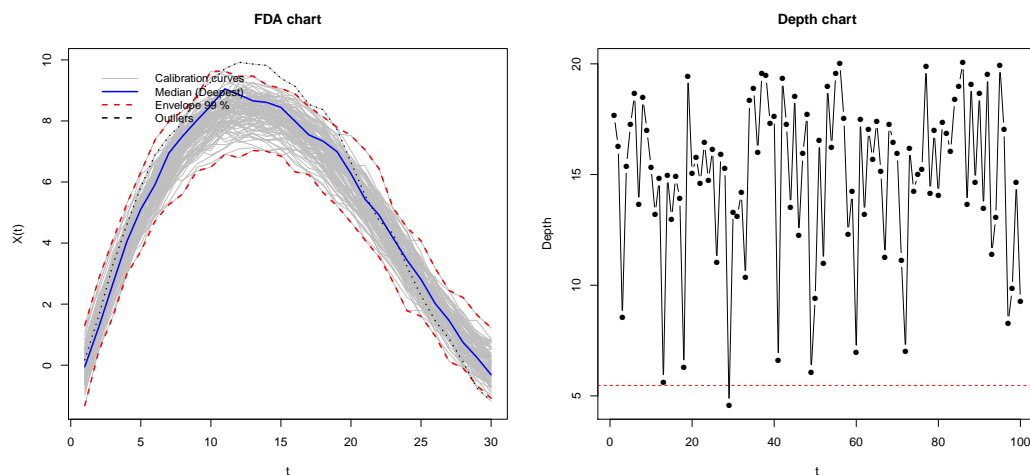 FDA chart
Calibration curves
Median (Deepest)
Envelope 99 %
Outliers
10
8
6
4
2
0
X(t)
0 5 10 15 20 25 30
t
Depth chart
20
15
10
5
Depth
0 20 40 60 80 100
t